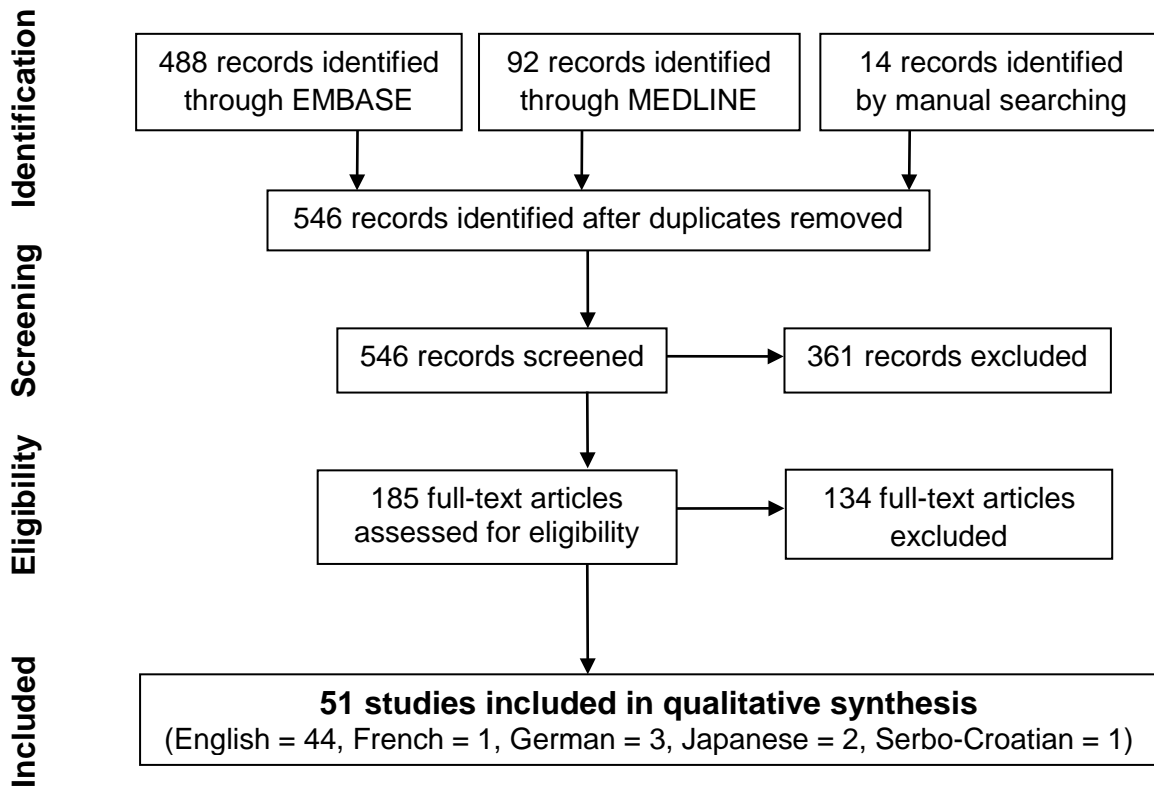 Identification
488 records identified
through EMBASE
92 records identified
through MEDLINE
14 records identified
by manual searching
546 records identified after duplicates removed
Screening
546 records screened
361 records excluded
Eligibility
185 full-text articles
assessed for eligibility
134 full-text articles
excluded
Included
51 studies included in qualitative synthesis
(English = 44, French = 1, German = 3, Japanese = 2, Serbo-Croatian = 1)